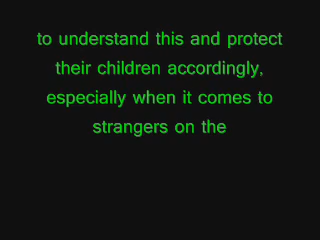 to understand this and protect
their children accordingly,
especially when it comes to
strangers on the